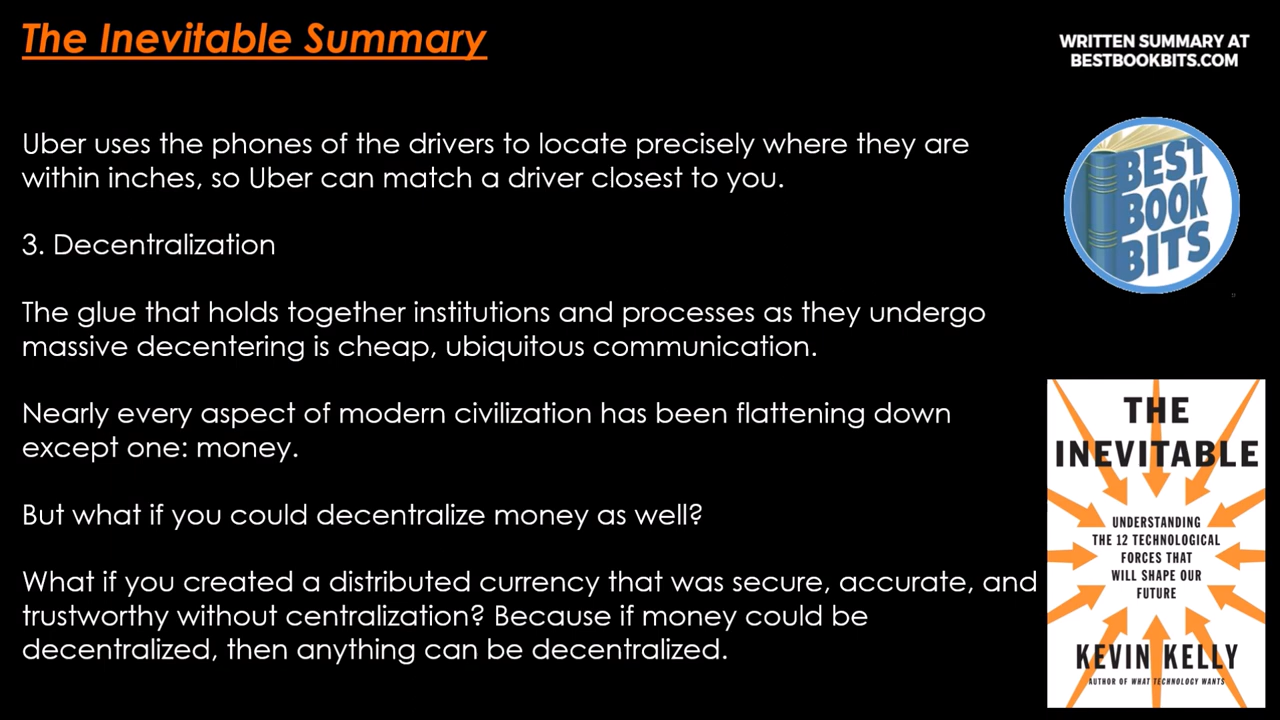 The Inevitable Summary
WRITTEN SUMMARY AT
BESTBOOKBITS.COM
Uber uses the phones of the drivers to locate precisely where they are
within inches, so Uber can match a driver closest to you.
3. Decentralization
The glue that holds together institutions and processes as they undergo
massive decentering is cheap, ubiquitous communication.
Nearly every aspect of modern civilization has been flattening down
except one: money.
But what if you could decentralize money as well?
What if you created a distributed currency that was secure, accurate, and
trustworthy without centralization? Because if money could be
decentralized, then anything can be decentralized.
BEST
BOOK
BITS
THE
INEVITABLE
UNDERSTANDING
THE 12 TECHNOLOGICAL
FORCES THAT
WILL SHAPE OUR
FUTURE
KEVIN KELLY
AUTHOR OF WHAT TECHNOLOGY WANTS